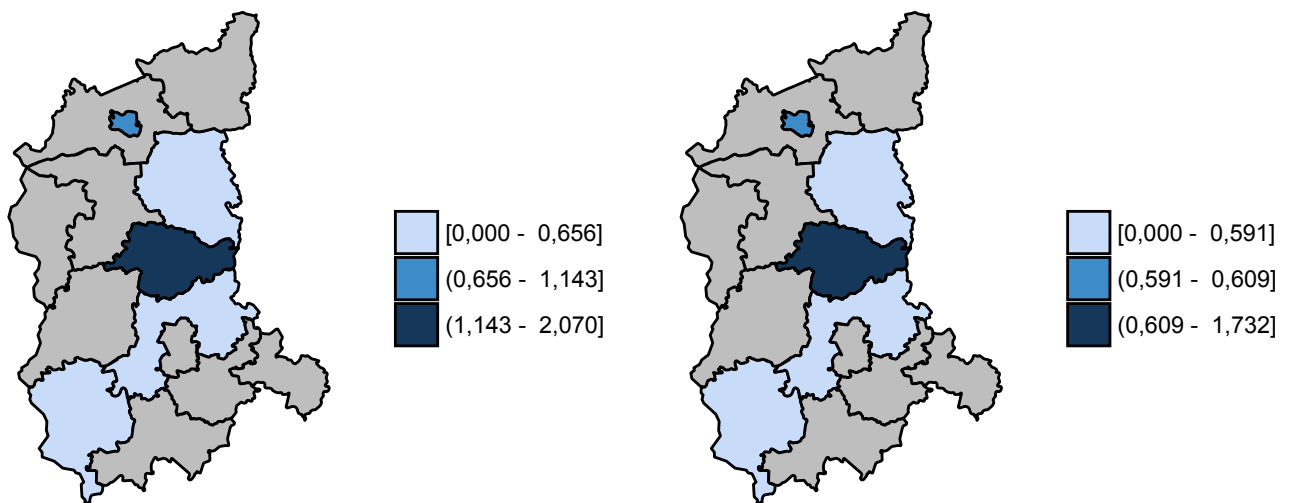 [0,000 - 0,656]
(0,656 - 1,143]
(1,143 - 2,070]
[0,000 - 0,591]
(0,591 - 0,609]
(0,609 - 1,732]